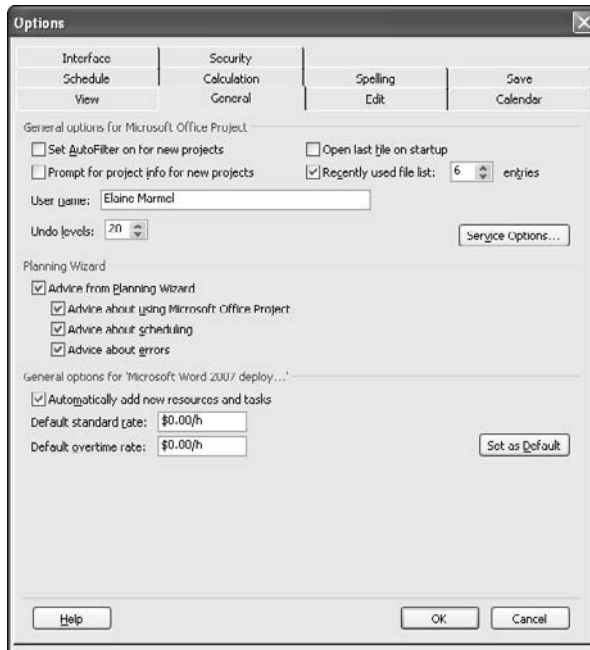 Options
Interface Security
Schedule Calculation Spelling Save
View General Edit Calendar
General options for Microsoft Office Project
Set AutoFilter on for new projects Open last file on startup
Prompt for project info for new projects Recently used file list: 6 entries
User name: Elaine Marmel
Undo levels: 20 Service Options...
Planning Wizard
Advice from Planning Wizard
Advice about using Microsoft Office Project
Advice about scheduling
Advice about errors
General options for 'Microsoft Word 2007 deploy...'
Automatically add new resources and tasks
Default standard rate: $0.00/h
Default overtime rate: $0.00/h Set as Default
Help OK Cancel